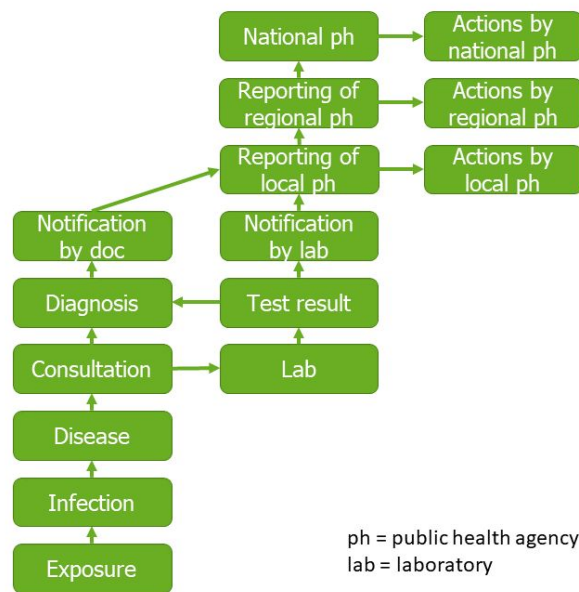 National ph
Actions by
national ph
Reporting of
regional ph
Actions by
regional ph
Reporting of
local ph
Actions by
local ph
Notification
by doc
Notification
by lab
Diagnosis
Test result
Consultation
Lab
Disease
Infection
Exposure
ph = public health agency
lab = laboratory